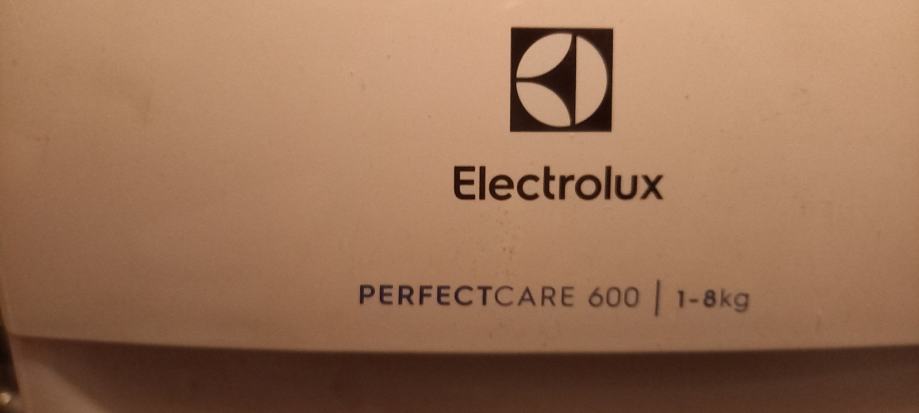 Electrolux
PERFECTCARE 600 | 1-8kg